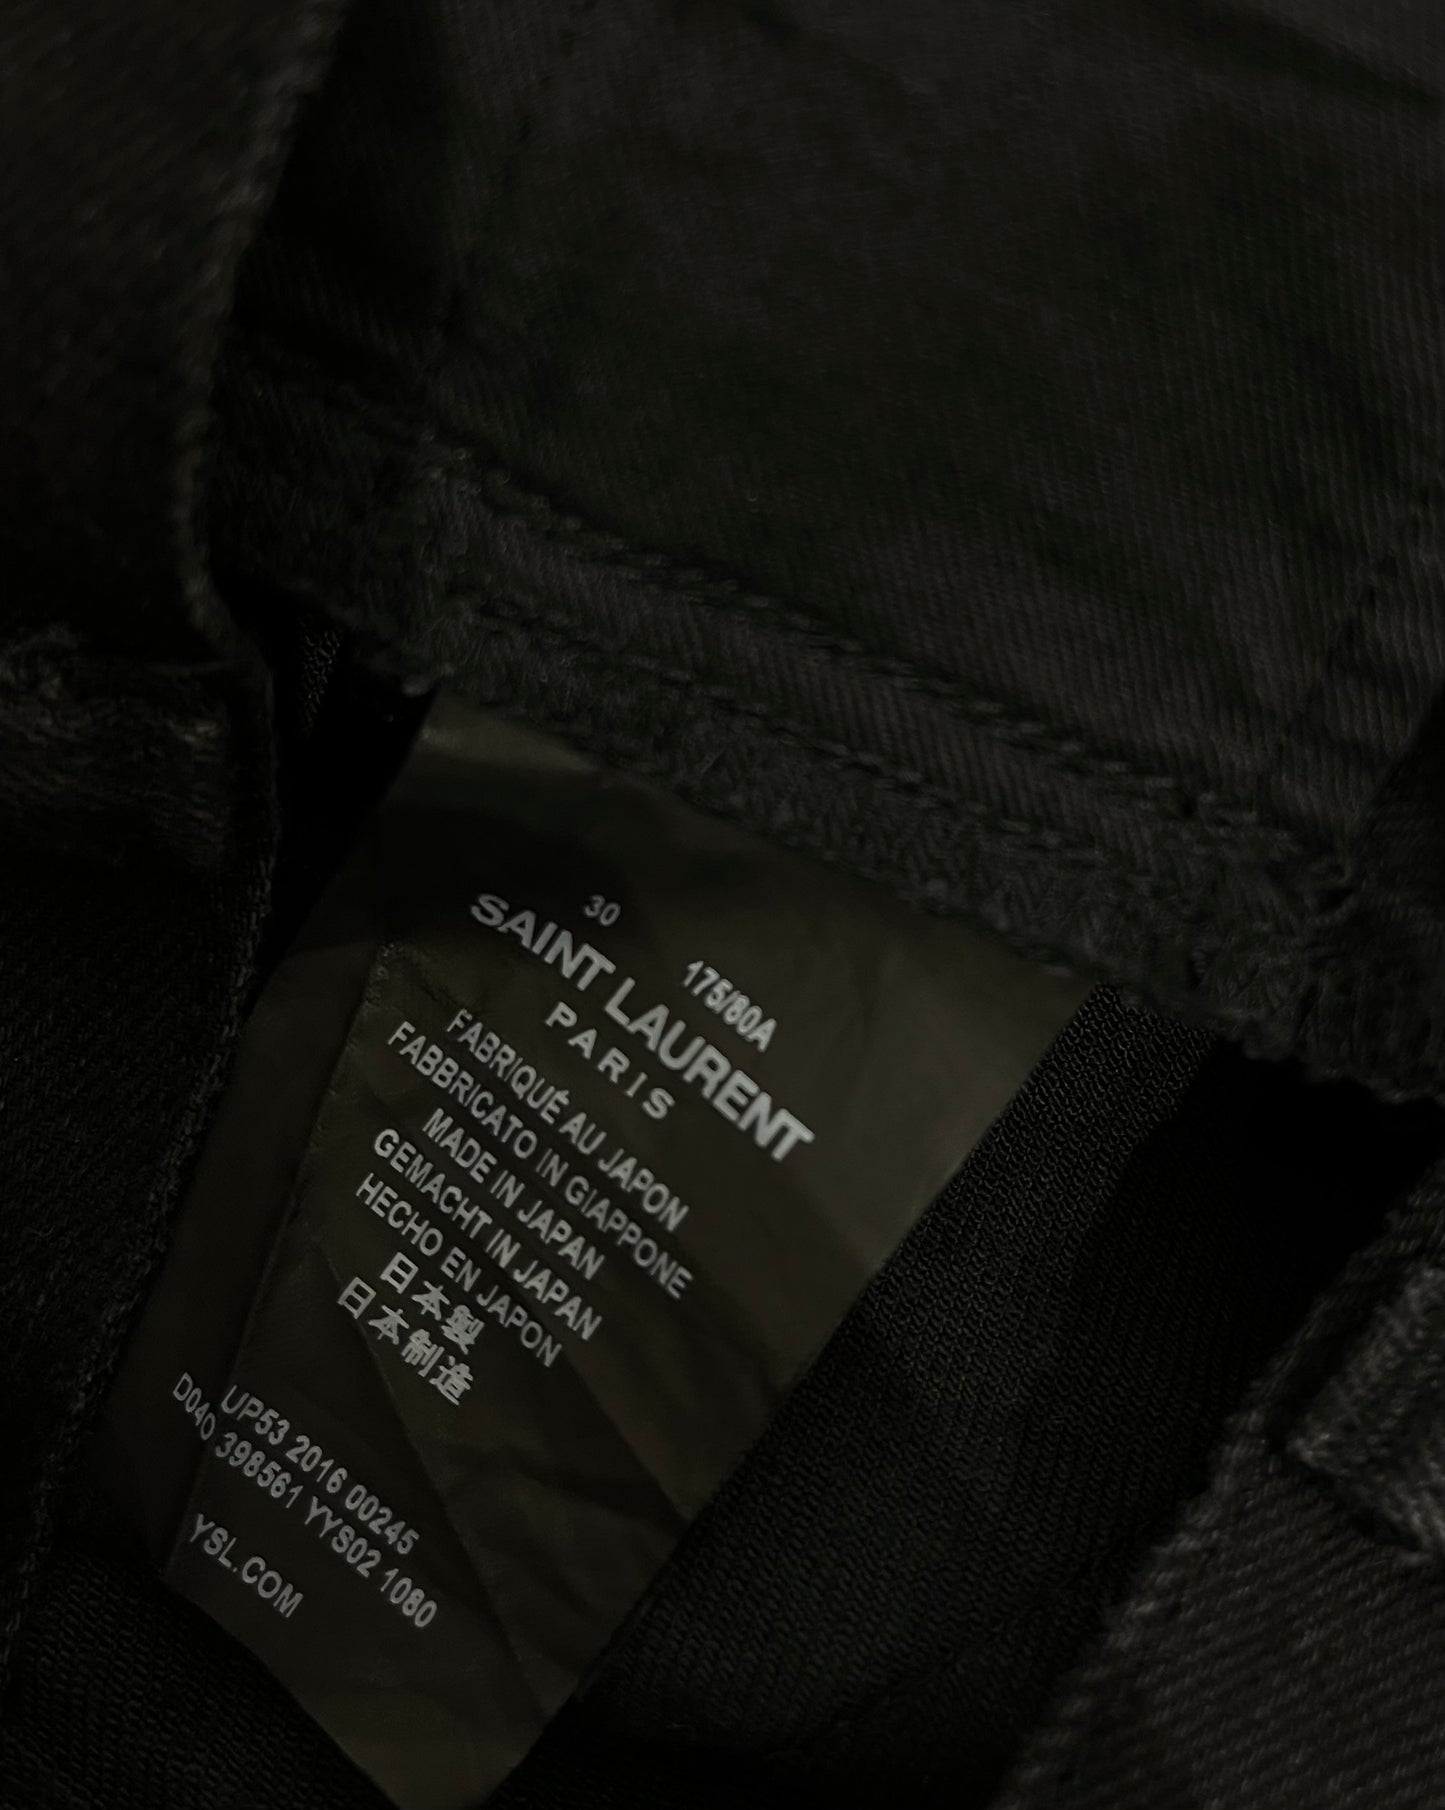 30
175/80A
SAINT LAURENT
PARIS
FABRIQUÉ AU JAPON
FABBRICATO IN GIAPPONE
MADE IN JAPAN
GEMACHT IN JAPAN
HECHO EN JAPON
日本製
日本制造
UP53 2016 00245
D040 398561 YYS02 1080
YSL.COM